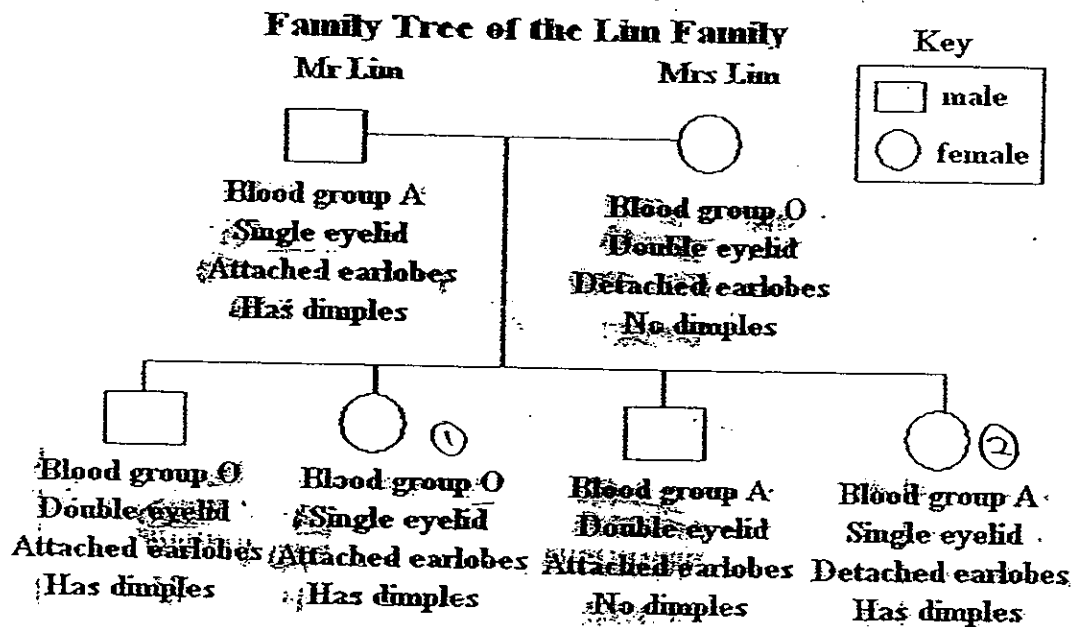 Family Tree of the Lim Family
Key
Mr Lim
Mrs Lim
male
female
Blood group A
Single eyelid
Attached earlobes
Has dimples
Blood group O
Double eyelid
Detached earlobes
No dimples
1
2
Blood group O
Double eyelid
Attached earlobes
Has dimples
Blood group O
Single eyelid
Attached earlobes
Has dimples
Blood group A
Double eyelid
Attached earlobes
No dimples
Blood group A
Single eyelid
Detached earlobes
Has dimples